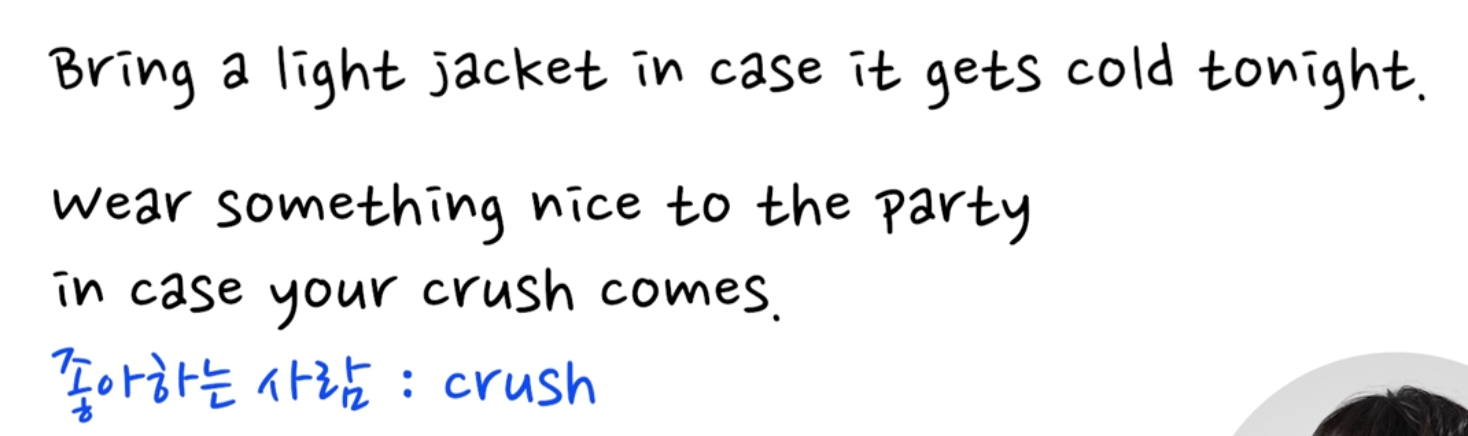 Bring a light jacket in case it gets cold tonight.
wear something nice to the party
in case your crush comes.
좋아하는 사람 : crush